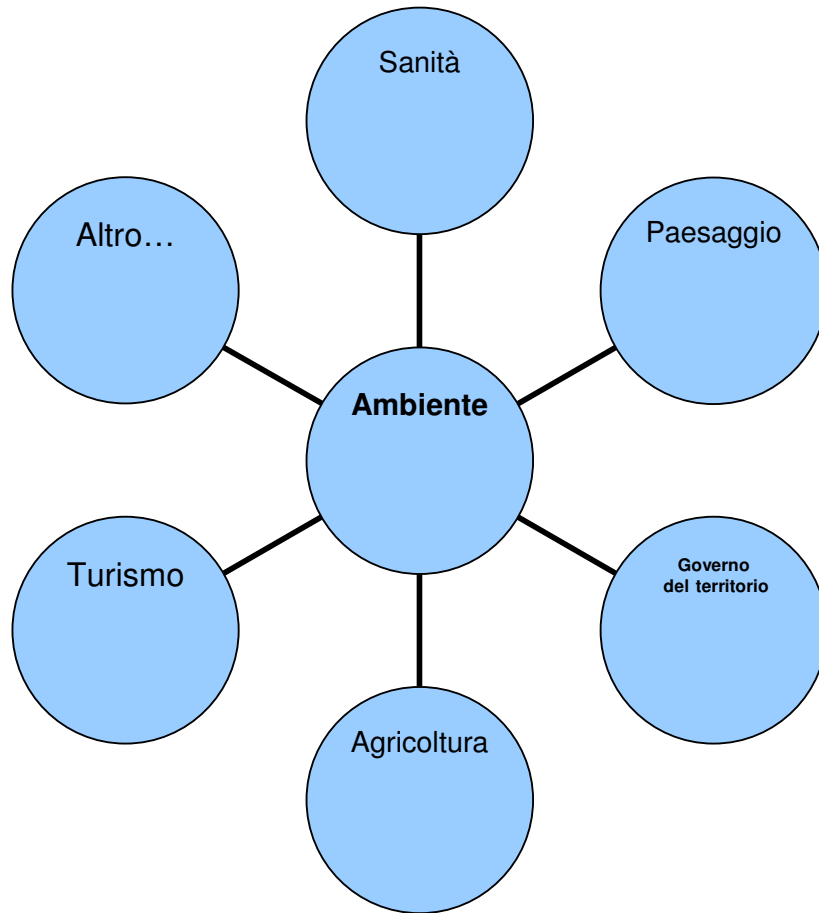 Sanità
Altro…
Paesaggio
Ambiente
Turismo
Governo
del territorio
Agricoltura